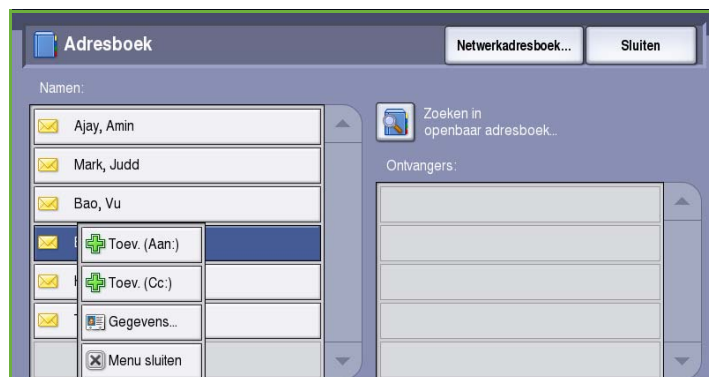 Adresboek
Netwerkadresboek...
Sluiten
Namen:
Ajay, Amin
Mark, Judd
Bao, Vu
Toev. (Aan:)
Toev. (Cc:)
Gegevens...
Menu sluiten
Zoeken in
openbaar adresboek...
Ontvangers: